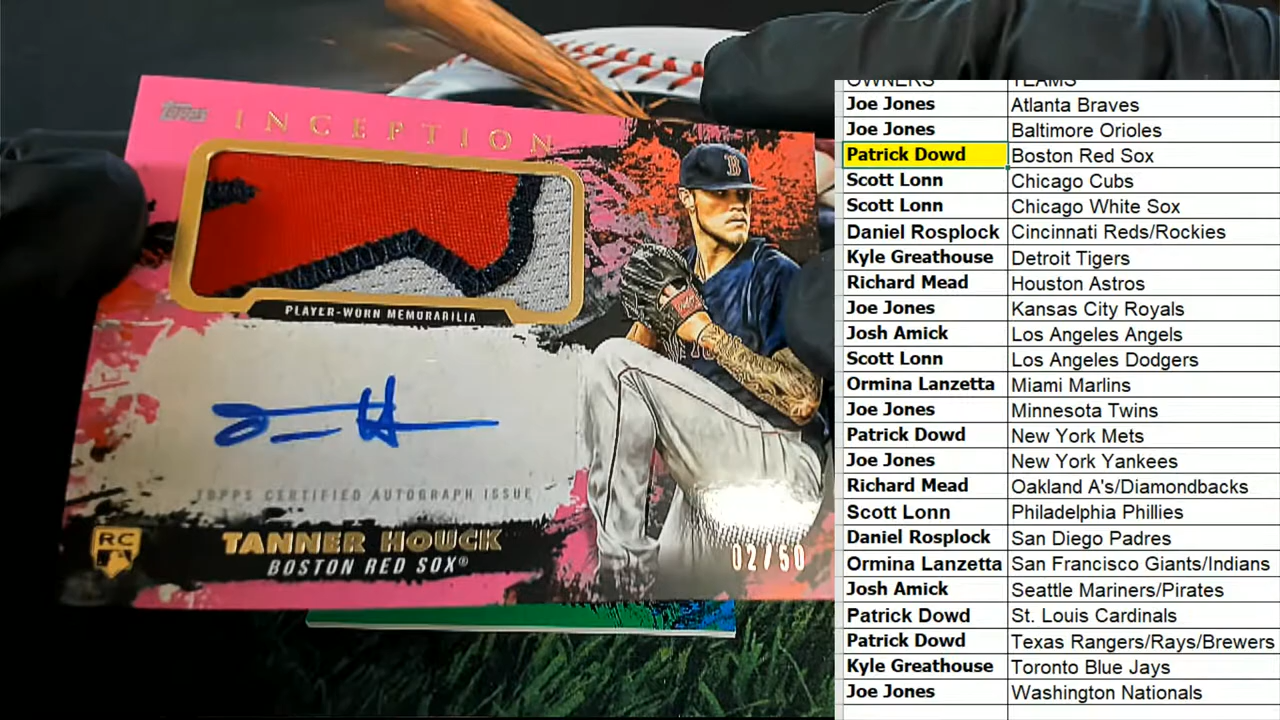 Topps
INCEPTION
B
PLAYER-WORN MEMORABILIA
TOPPS CERTIFIED AUTOGRAPH ISSUE
RC
TANNER HOUCK
BOSTON RED SOX®
02/50
OWNERS TEAMS
Joe Jones Atlanta Braves
Joe Jones Baltimore Orioles
Patrick Dowd Boston Red Sox
Scott Lonn Chicago Cubs
Scott Lonn Chicago White Sox
Daniel Rosplock Cincinnati Reds/Rockies
Kyle Greathouse Detroit Tigers
Richard Mead Houston Astros
Joe Jones Kansas City Royals
Josh Amick Los Angeles Angels
Scott Lonn Los Angeles Dodgers
Ormina Lanzetta Miami Marlins
Joe Jones Minnesota Twins
Patrick Dowd New York Mets
Joe Jones New York Yankees
Richard Mead Oakland A's/Diamondbacks
Scott Lonn Philadelphia Phillies
Daniel Rosplock San Diego Padres
Ormina Lanzetta San Francisco Giants/Indians
Josh Amick Seattle Mariners/Pirates
Patrick Dowd St. Louis Cardinals
Patrick Dowd Texas Rangers/Rays/Brewers
Kyle Greathouse Toronto Blue Jays
Joe Jones Washington Nationals